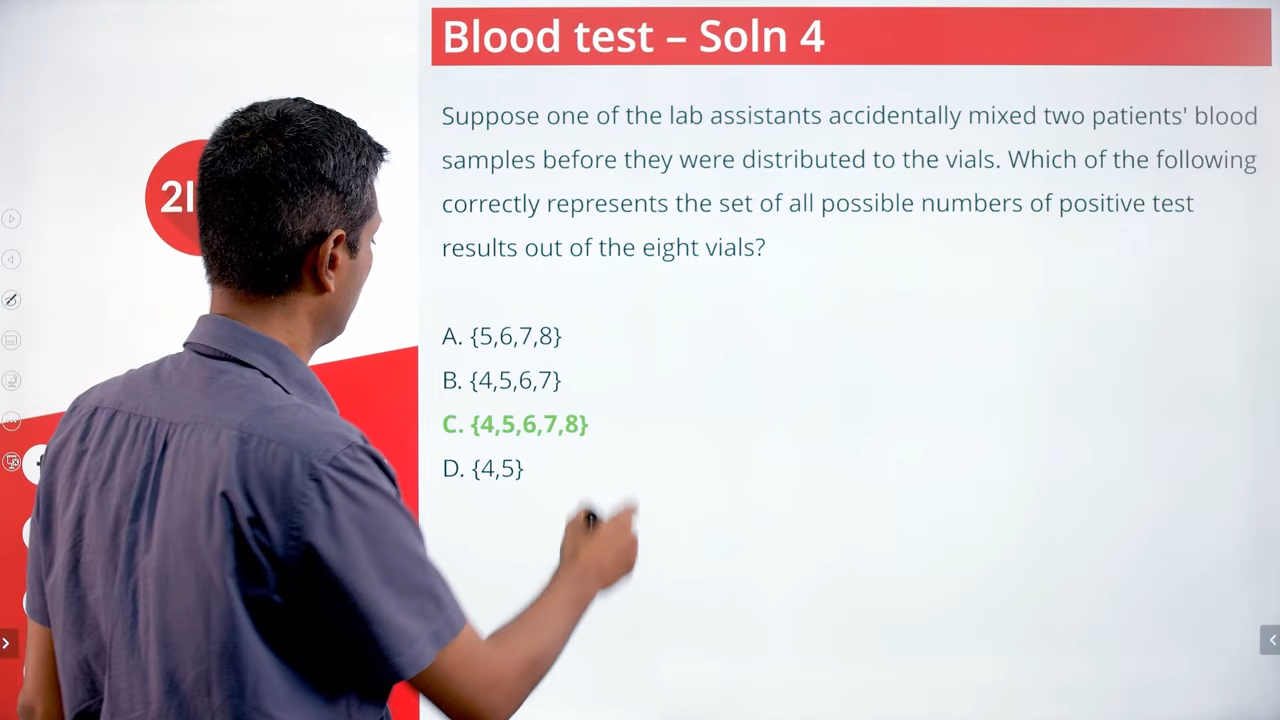 Blood test – Soln 4
Suppose one of the lab assistants accidentally mixed two patients' blood
samples before they were distributed to the vials. Which of the following
correctly represents the set of all possible numbers of positive test
results out of the eight vials?
A. {5,6,7,8}
B. {4,5,6,7}
C. {4,5,6,7,8}
D. {4,5}